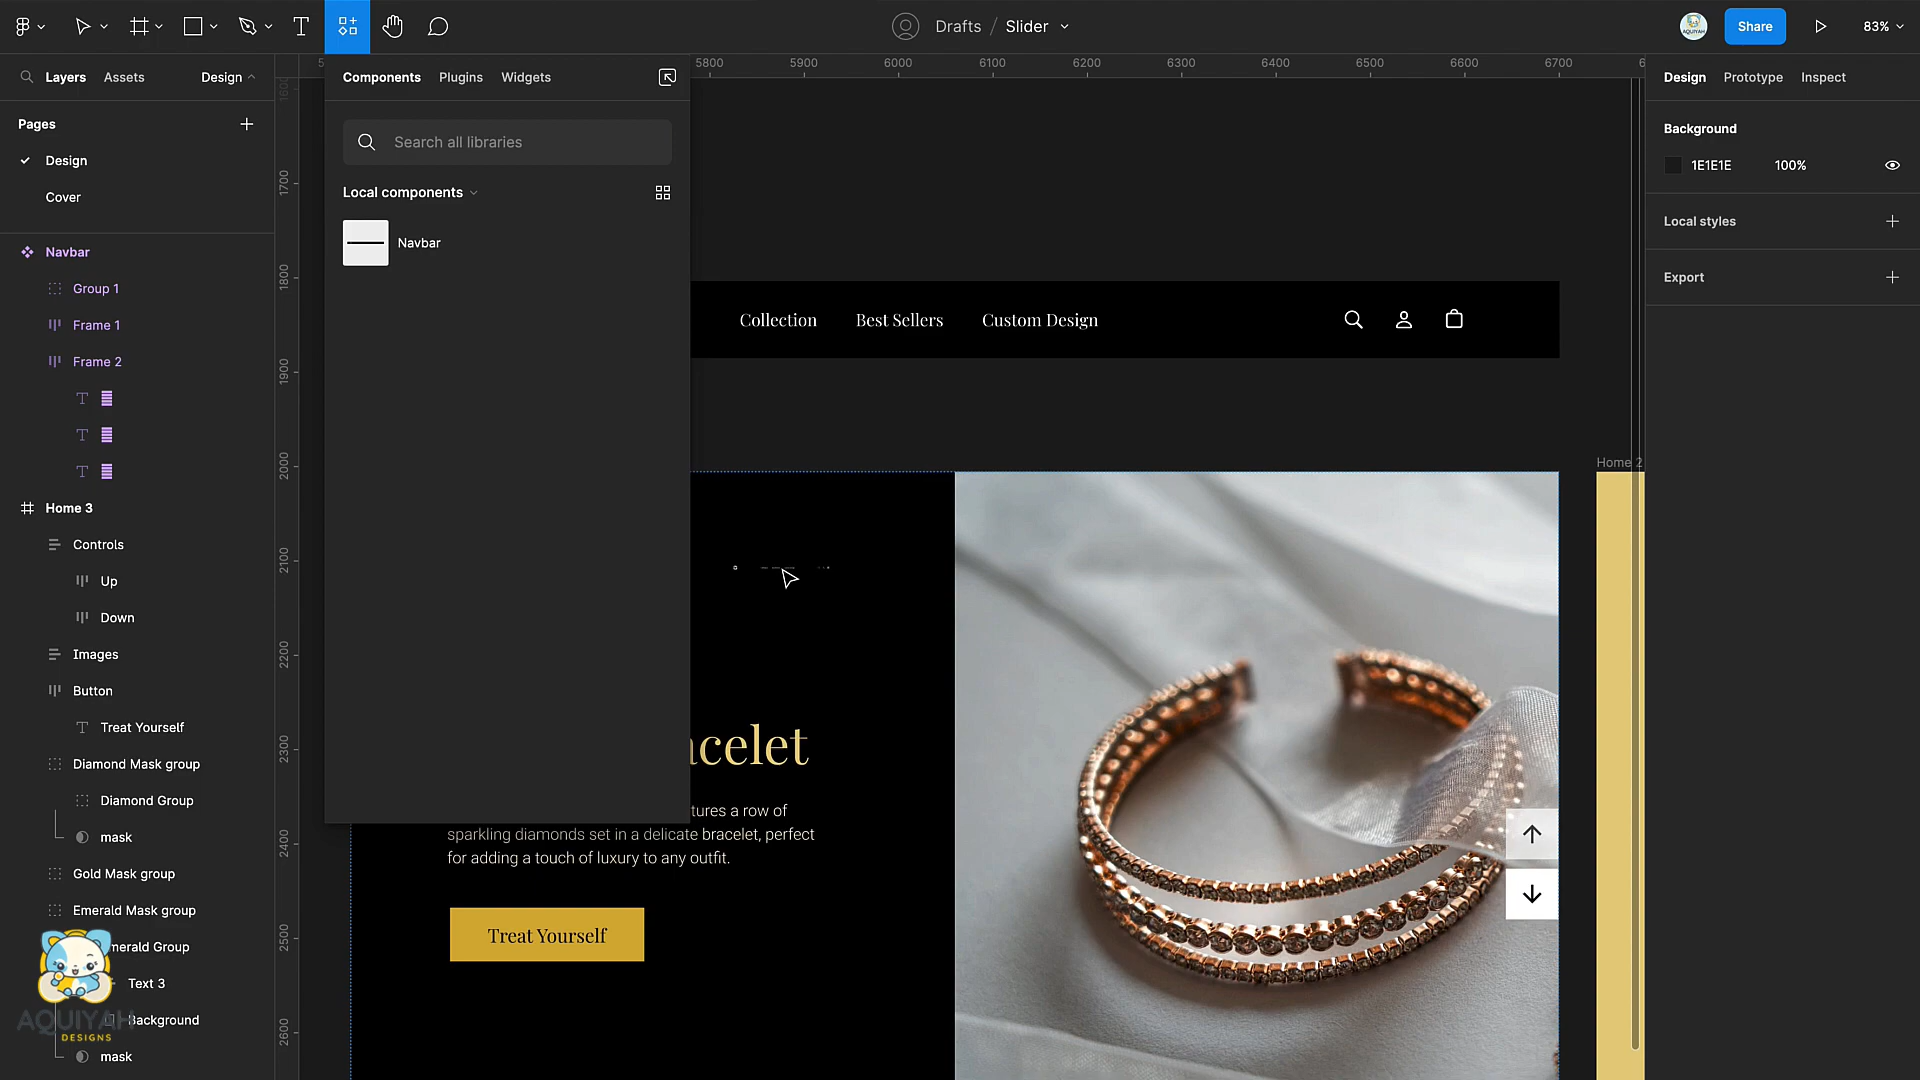 Drafts / Slider
Share
83%
Layers
Assets
Design
Components
Plugins
Widgets
5800
5900
6000
6100
6200
6300
6400
6500
6600
6700
Design
Prototype
Inspect
Pages
Design
Cover
Search all libraries
Local components
Navbar
Background
1E1E1E
100%
Local styles
Export
Navbar
Group 1
Frame 1
Frame 2
Home 3
Controls
Up
Down
Images
Button
Treat Yourself
Diamond Mask group
Diamond Group
mask
Gold Mask group
Emerald Mask group
merald Group
Text 3
Background
mask
1600
1700
1800
1900
2000
2100
2200
2300
2400
2500
2600
Collection
Best Sellers
Custom Design
Home 2
acelet
tures a row of
sparkling diamonds set in a delicate bracelet, perfect
for adding a touch of luxury to any outfit.
Treat Yourself
AQUIYAH
DESIGNS